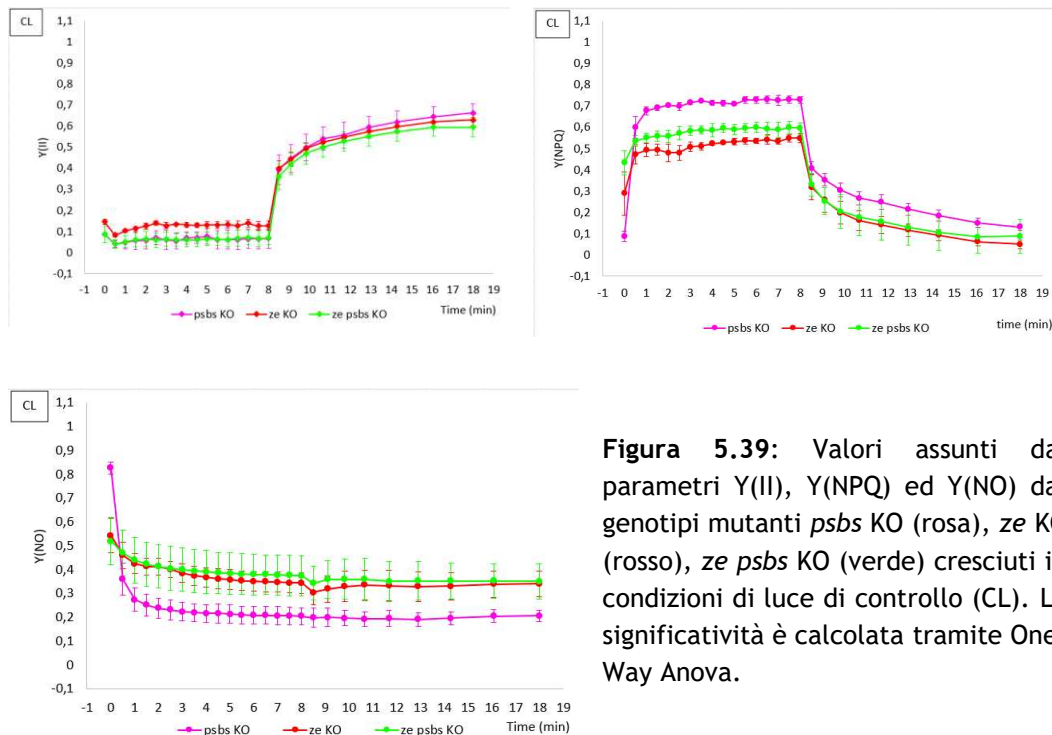 CL
1,1
1
0,9
0,8
0,7
0,6
0,5
0,4
0,3
0,2
0,1
0
-0,1
Y(II)
-1 0 1 2 3 4 5 6 7 8 9 10 11 12 13 14 15 16 17 18 19
Time (min)
psbs KO ze KO ze psbs KO
CL
1,1
1
0,9
0,8
0,7
0,6
0,5
0,4
0,3
0,2
0,1
0
-0,1
Y(NPQ)
-1 0 1 2 3 4 5 6 7 8 9 10 11 12 13 14 15 16 17 18 19
time (min)
psbs KO ze KO ze psbs KO
CL
1,1
1
0,9
0,8
0,7
0,6
0,5
0,4
0,3
0,2
0,1
0
-0,1
Y(NO)
-1 0 1 2 3 4 5 6 7 8 9 10 11 12 13 14 15 16 17 18 19
Time (min)
psbs KO ze KO ze psbs KO
Figura 5.39: Valori assunti da
parametri Y(II), Y(NPQ) ed Y(NO) da
genotipi mutanti psbs KO (rosa), ze KO
(rosso), ze psbs KO (verde) cresciuti i
condizioni di luce di controllo (CL). L
significatività è calcolata tramite One
Way Anova.